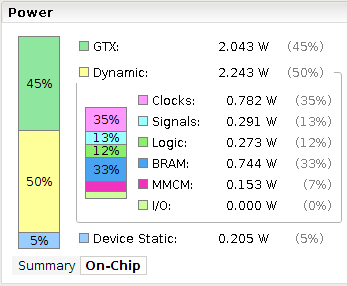 Power
GTX: 2.043 W (45%)
45%
Dynamic: 2.243 W (50%)
Clocks: 0.782 W (35%)
35%
Signals: 0.291 W (13%)
13%
Logic: 0.273 W (12%)
12%
BRAM: 0.744 W (33%)
33%
MMCM: 0.153 W (7%)
I/O: 0.000 W (0%)
50%
Device Static: 0.205 W (5%)
5%
Summary On-Chip